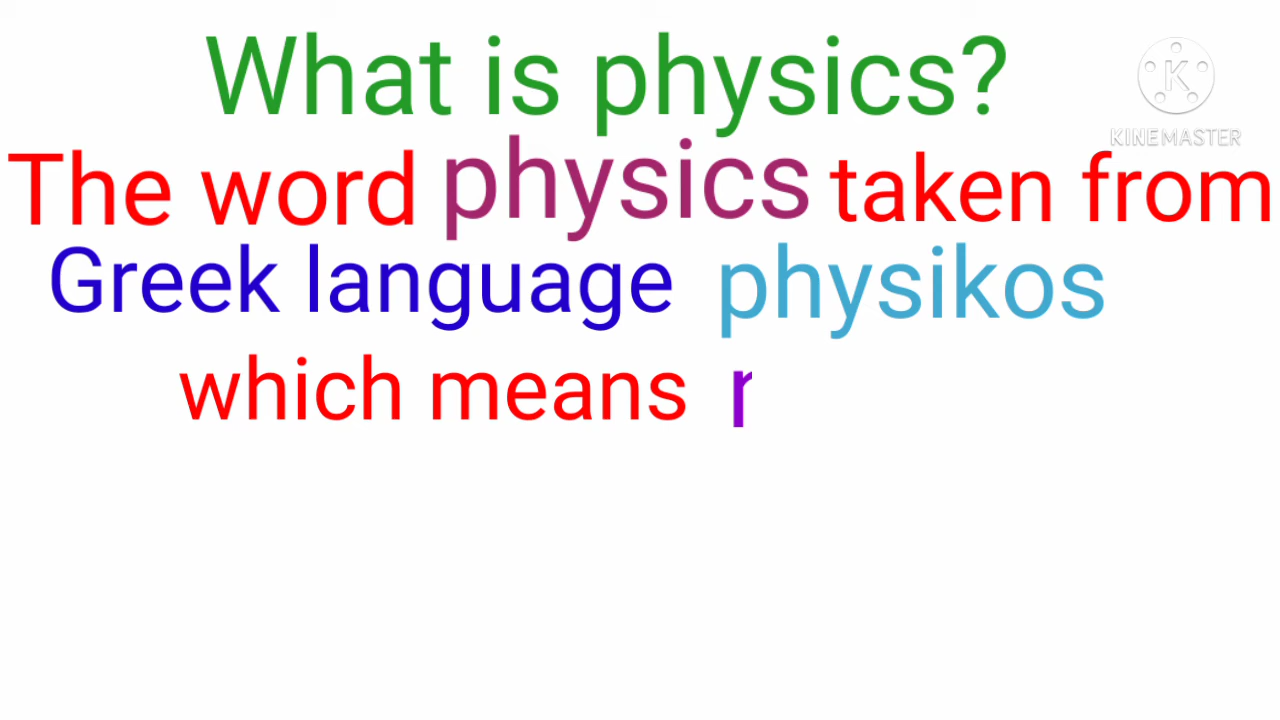 What is physics?
K
KINEMASTER
The word physics taken from
Greek language physikos
which means